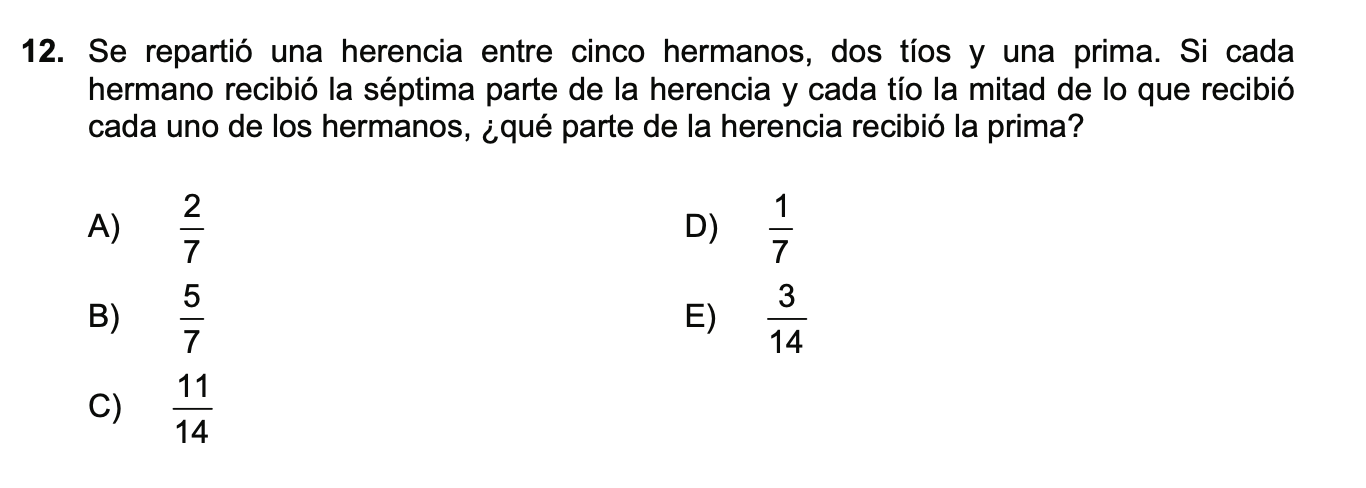 12. Se repartió una herencia entre cinco hermanos, dos tíos y una prima. Si cada
hermano recibió la séptima parte de la herencia y cada tío la mitad de lo que recibió
cada uno de los hermanos, ¿qué parte de la herencia recibió la prima?
A) 2/7
B) 5/7
C) 11/14
D) 1/7
E) 3/14